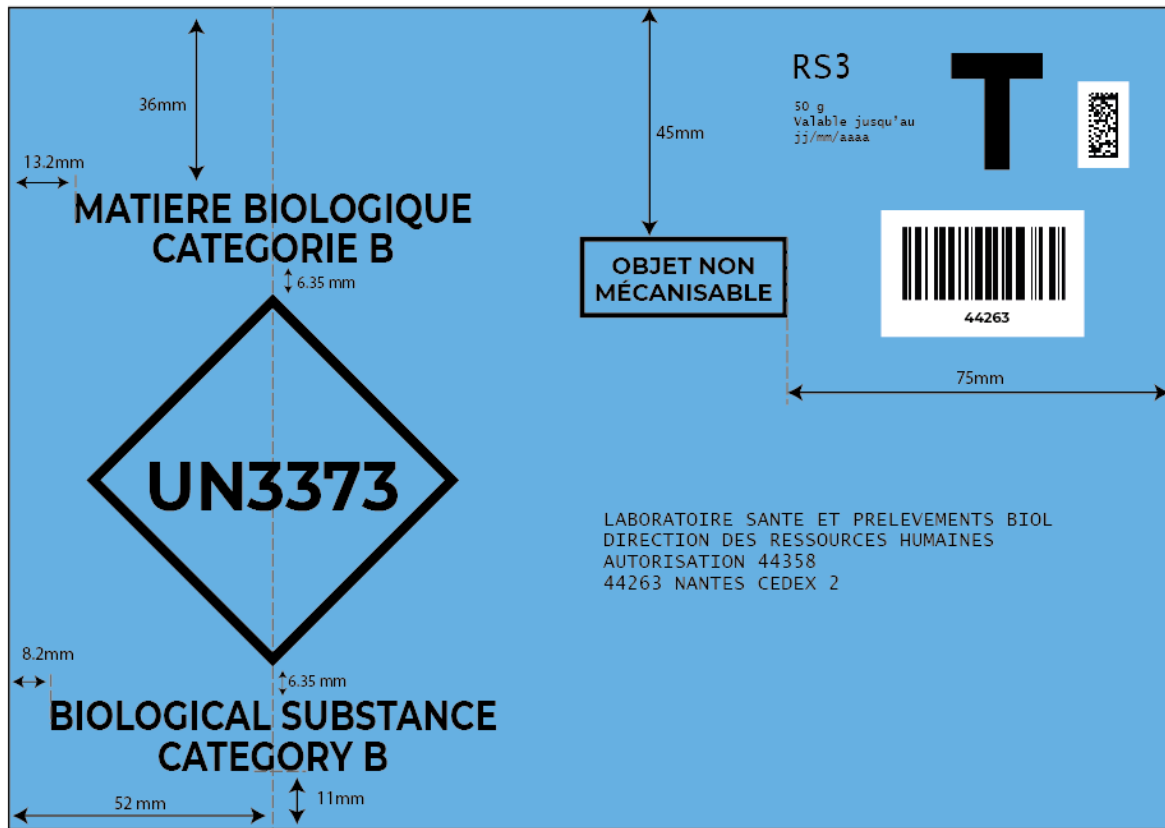 36mm
13.2mm
MATIERE BIOLOGIQUE
CATEGORIE B
6.35 mm
UN3373
8.2mm
6.35 mm
BIOLOGICAL SUBSTANCE
CATEGORY B
52 mm
11mm
45mm
OBJET NON
MÉCANISABLE
RS3
50 g
Valable jusqu'au
jj/mm/aaaa
T
44263
75mm
LABORATOIRE SANTE ET PRELEVEMENTS BIOL
DIRECTION DES RESSOURCES HUMAINES
AUTORISATION 44358
44263 NANTES CEDEX 2